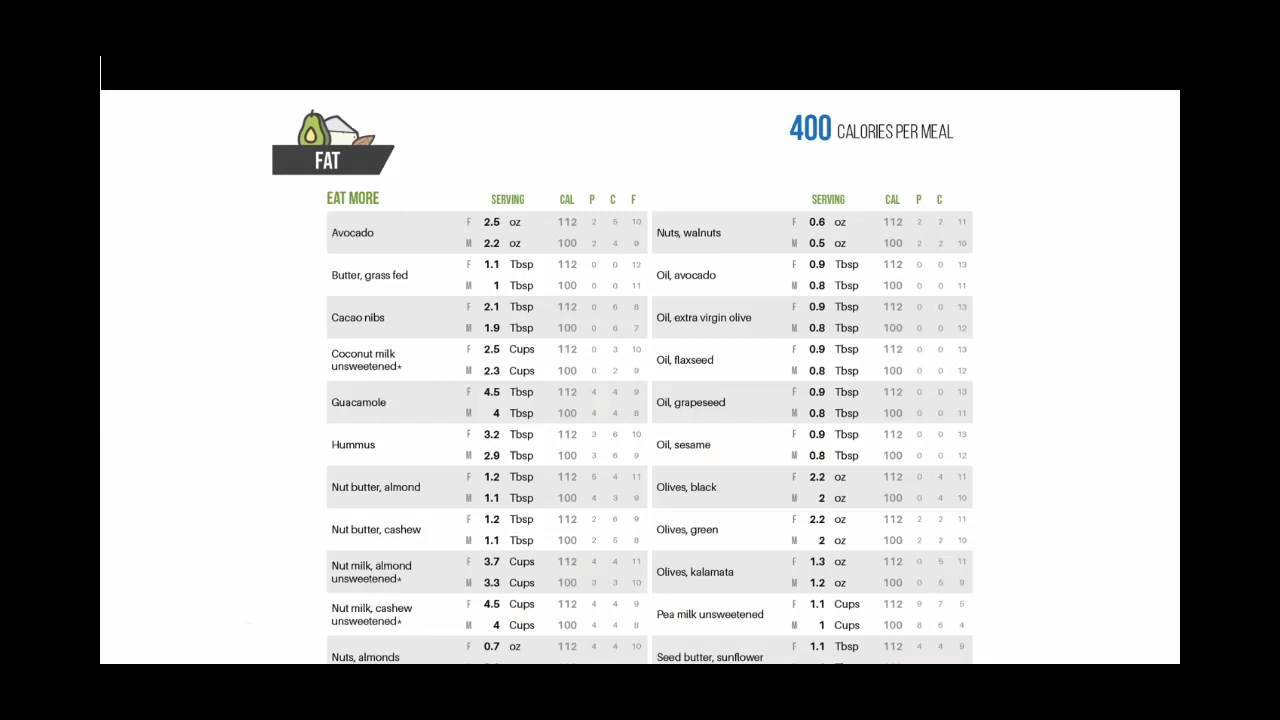 FAT
400 CALORIES PER MEAL
EAT MORE SERVING CAL P C F
SERVING CAL P C
Avocado
F 2.5 oz 112 2 5 10
M 2.2 oz 100 2 4 9
Butter, grass fed
F 1.1 Tbsp 112 0 0 12
M 1 Tbsp 100 0 0 11
Cacao nibs
F 2.1 Tbsp 112 0 6 8
M 1.9 Tbsp 100 0 6 7
Coconut milk
unsweetened*
F 2.5 Cups 112 0 3 10
M 2.3 Cups 100 0 2 9
Guacamole
F 4.5 Tbsp 112 4 4 9
M 4 Tbsp 100 4 4 8
Hummus
F 3.2 Tbsp 112 3 6 10
M 2.9 Tbsp 100 3 6 9
Nut butter, almond
F 1.2 Tbsp 112 5 4 11
M 1.1 Tbsp 100 4 3 9
Nut butter, cashew
F 1.2 Tbsp 112 2 6 9
M 1.1 Tbsp 100 2 5 8
Nut milk, almond
unsweetened*
F 3.7 Cups 112 4 4 11
M 3.3 Cups 100 3 3 10
Nut milk, cashew
unsweetened*
F 4.5 Cups 112 4 4 9
M 4 Cups 100 4 4 8
Nuts, almonds
F 0.7 oz 112 4 4 10
Nuts, walnuts
F 0.6 oz 112 2 2 11
M 0.5 oz 100 2 2 10
Oil, avocado
F 0.9 Tbsp 112 0 0 13
M 0.8 Tbsp 100 0 0 11
Oil, extra virgin olive
F 0.9 Tbsp 112 0 0 13
M 0.8 Tbsp 100 0 0 12
Oil, flaxseed
F 0.9 Tbsp 112 0 0 13
M 0.8 Tbsp 100 0 0 12
Oil, grapeseed
F 0.9 Tbsp 112 0 0 13
M 0.8 Tbsp 100 0 0 11
Oil, sesame
F 0.9 Tbsp 112 0 0 13
M 0.8 Tbsp 100 0 0 12
Olives, black
F 2.2 oz 112 0 4 11
M 2 oz 100 0 4 10
Olives, green
F 2.2 oz 112 2 2 11
M 2 oz 100 2 2 10
Olives, kalamata
F 1.3 oz 112 0 5 11
M 1.2 oz 100 0 5 9
Pea milk unsweetened
F 1.1 Cups 112 9 7 5
M 1 Cups 100 8 6 4
Seed butter, sunflower
F 1.1 Tbsp 112 4 4 9